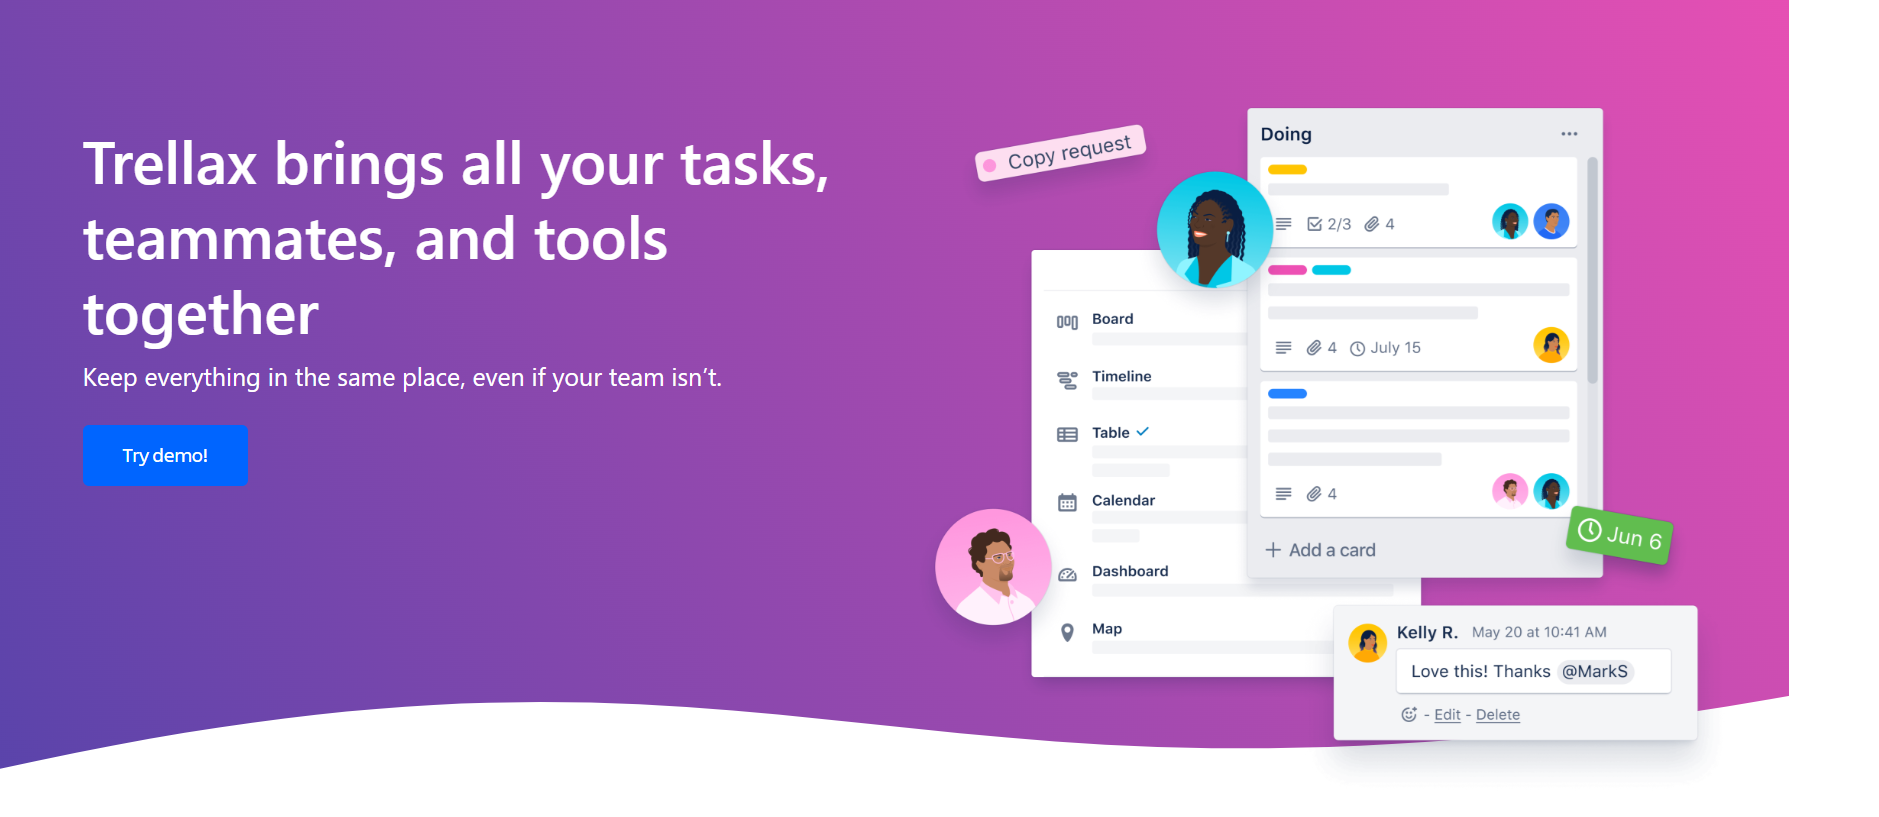 Trellax brings all your tasks,
teammates, and tools
together
Keep everything in the same place, even if your team isn’t.
Try demo!
Copy request
Doing
2/3 4
4 July 15
4
Add a card
Jun 6
Board
Timeline
Table
Calendar
Dashboard
Map
Kelly R. May 20 at 10:41 AM
Love this! Thanks @MarkS
- Edit - Delete